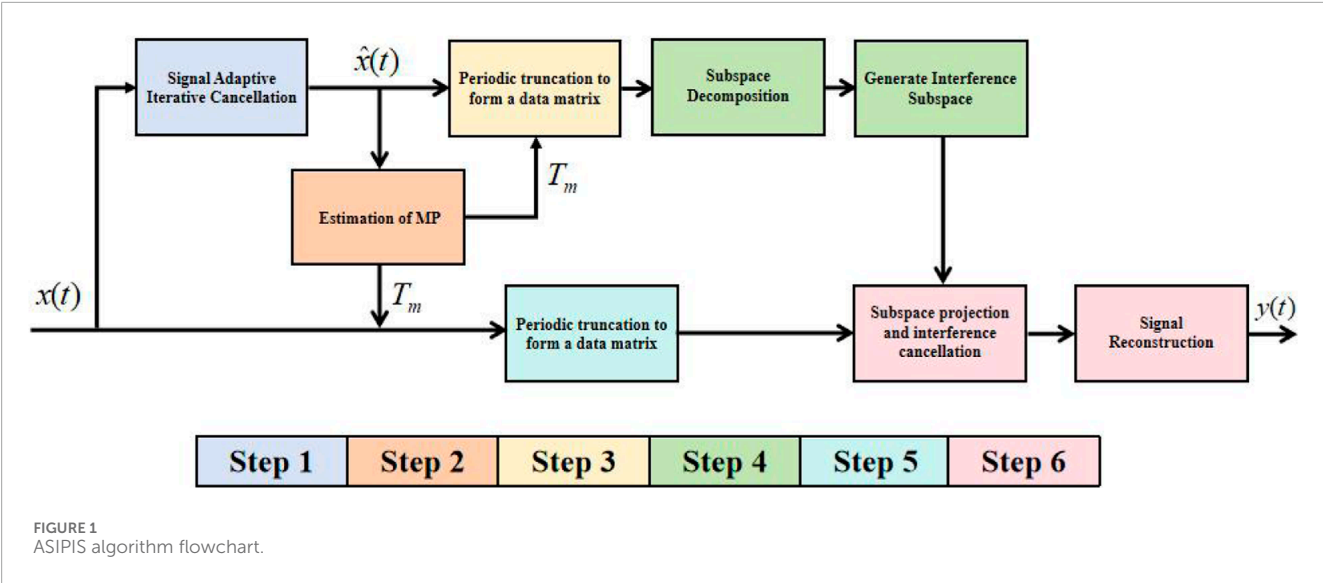 Signal Adaptive
Iterative Cancellation
x̂(t)
Periodic truncation to
form a data matrix
Subspace
Decomposition
Generate Interference
Subspace
Estimation of MP
T_m
T_m
x(t)
Periodic truncation to
form a data matrix
Subspace projection
and interference
cancellation
Signal
Reconstruction
y(t)
Step 1 Step 2 Step 3 Step 4 Step 5 Step 6
FIGURE 1
ASIPIS algorithm flowchart.